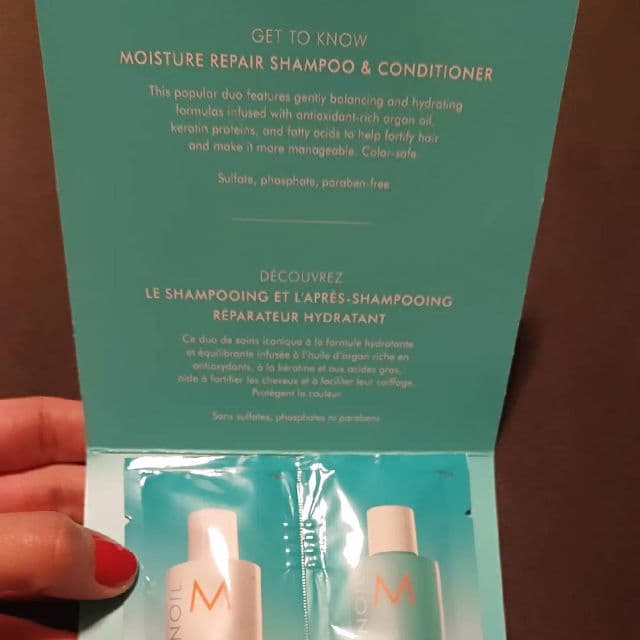 GET TO KNOW
MOISTURE REPAIR SHAMPOO & CONDITIONER
This popular duo features gently balancing and hydrating
formulas infused with antioxidant-rich argan oil,
keratin proteins, and fatty acids to help fortify hair
and make it more manageable. Color-safe.
Sulfate, phosphate, paraben-free
DÉCOUVREZ
LE SHAMPOOING ET L'APRÈS-SHAMPOOING
RÉPARATEUR HYDRATANT
Ce duo de soins iconique à la formule hydratante
et équilibrante infusée à l'huile d'argan riche en
antioxydants, à la kératine et aux acides gras,
aide à fortifier les cheveux et à faciliter leur coiffage.
Protègent la couleur.
Sans sulfates, phosphates ni parabens
M
NOIL
M
NOIL